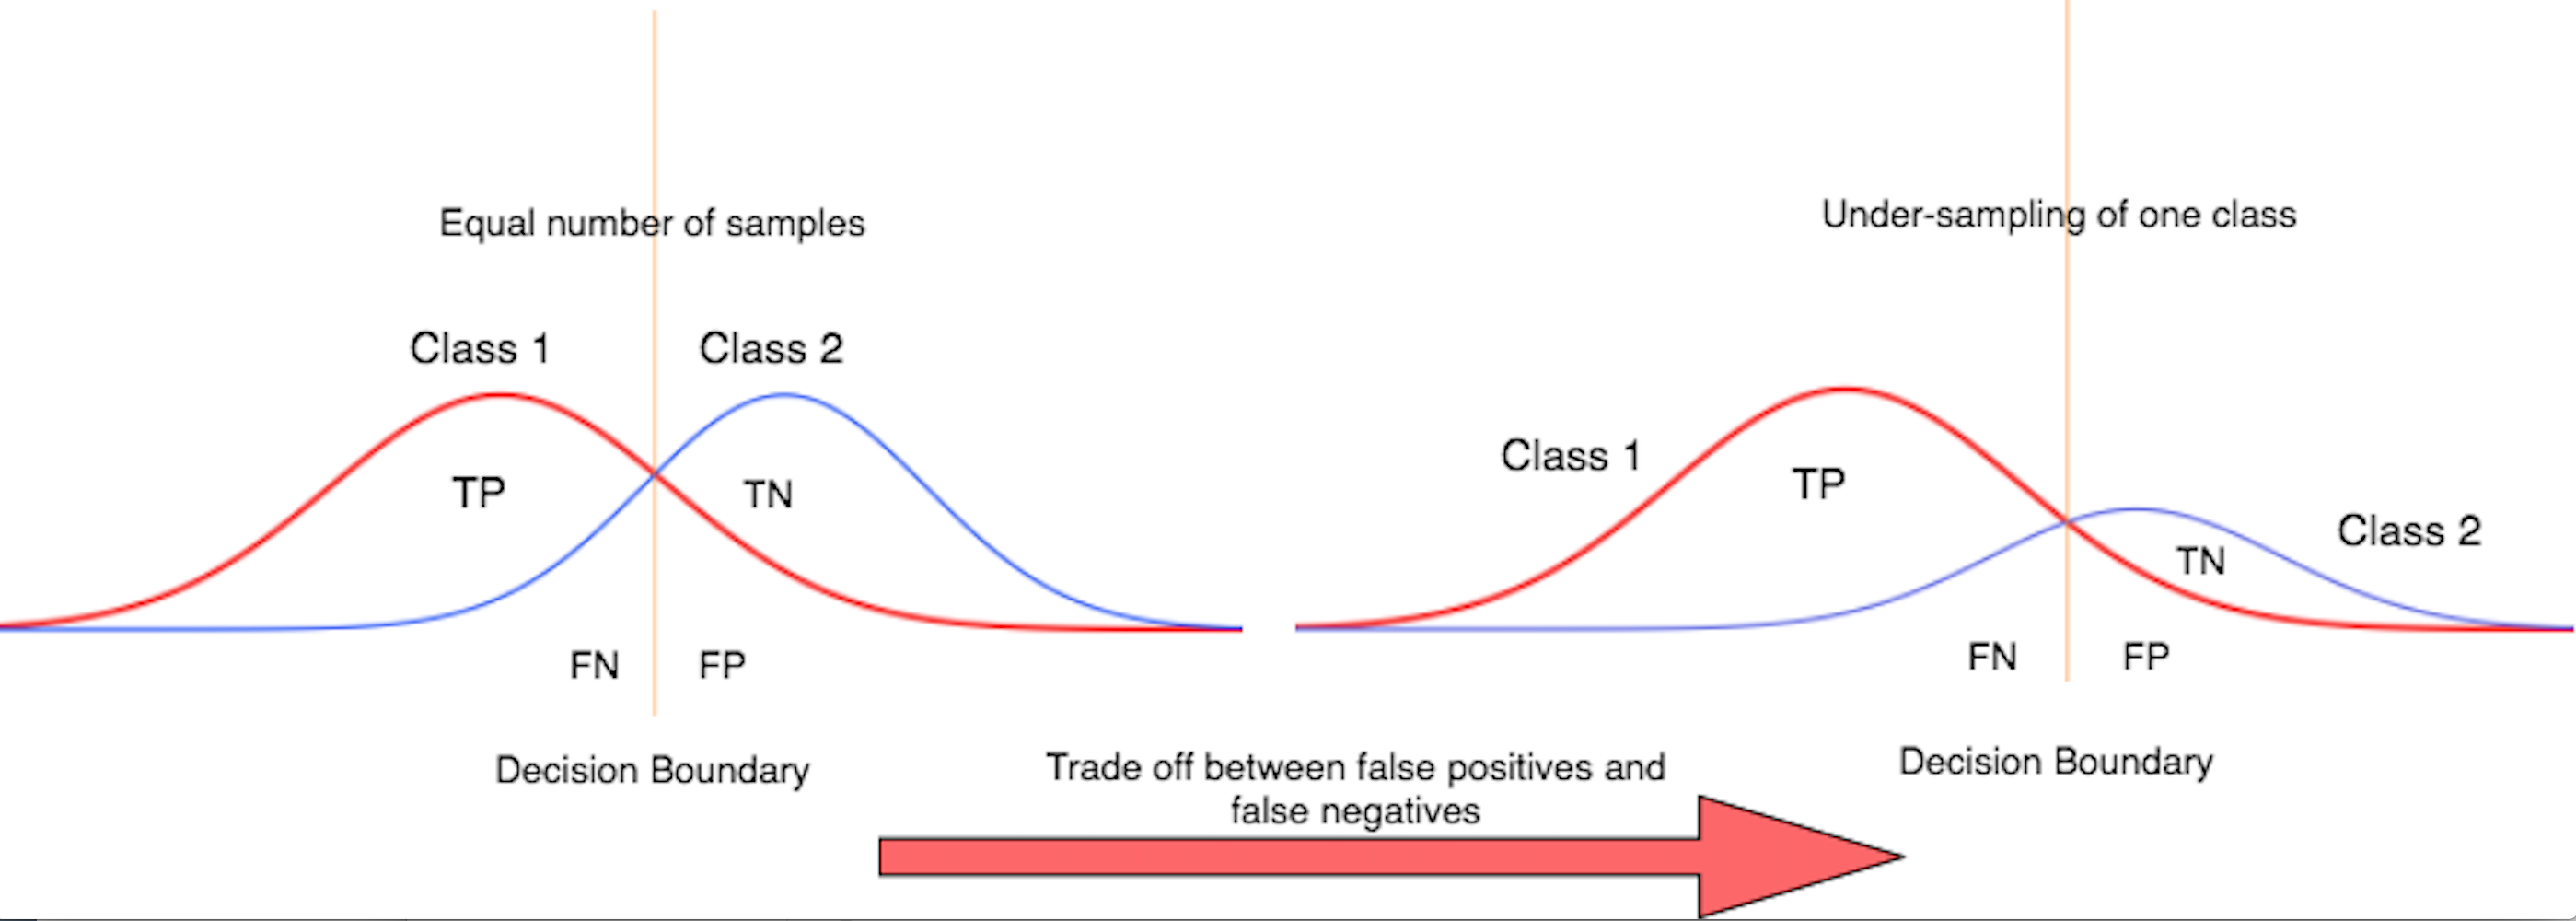 Equal number of samples
Class 1
Class 2
TP
TN
FN
FP
Decision Boundary
Trade off between false positives and
false negatives
Under-sampling of one class
Class 1
TP
Class 2
TN
FN
FP
Decision Boundary